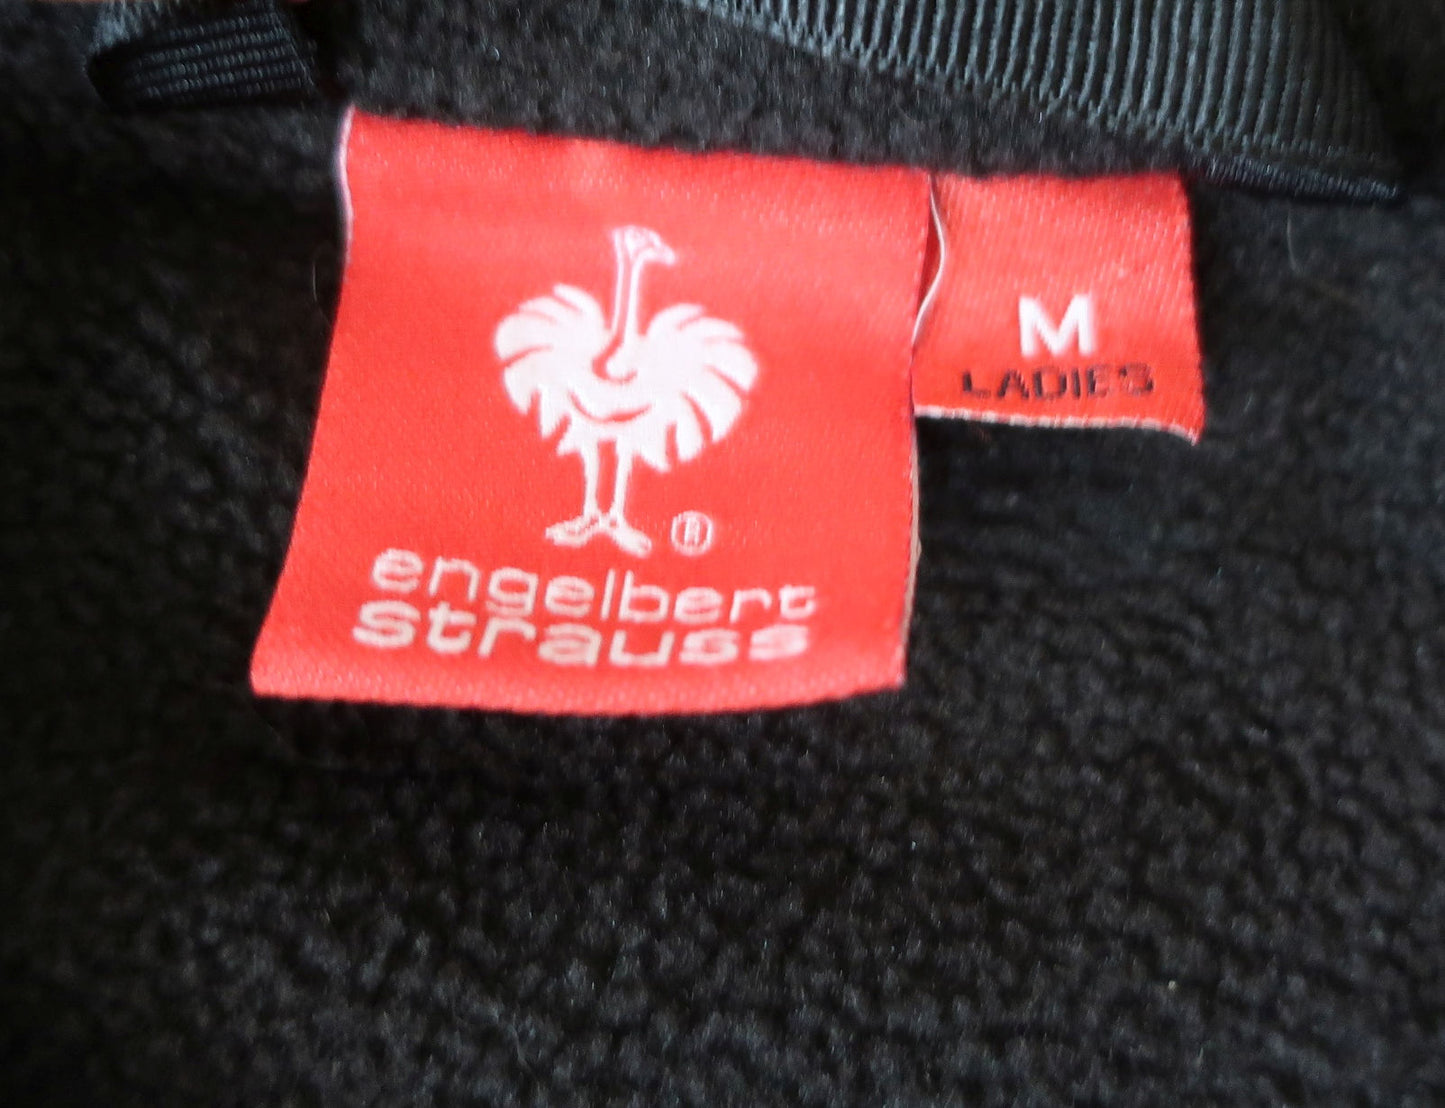 ®
engelbert
strauss
M
LADIES